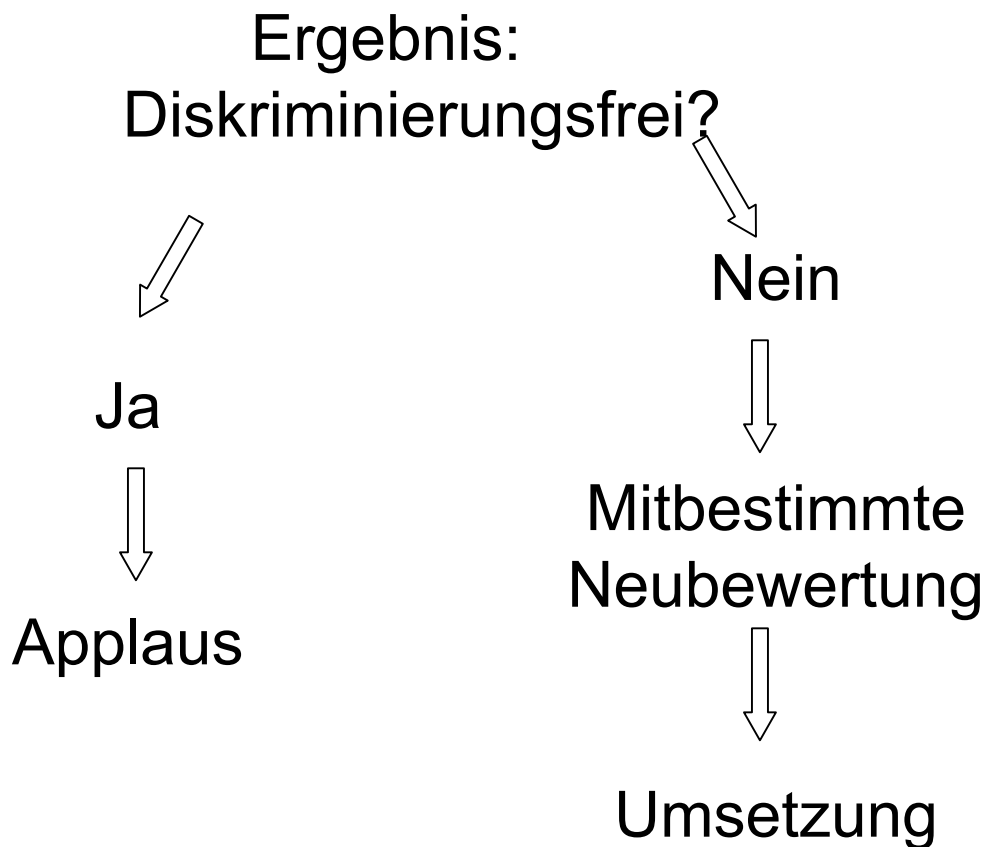 Ergebnis:
Diskriminierungsfrei?
Nein
Ja
Mitbestimmte
Neubewertung
Applaus
Umsetzung